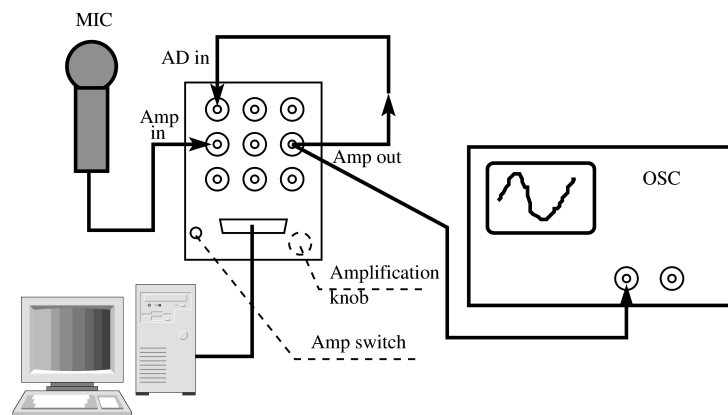 MIC
AD in
Amp
in
Amp out
OSC
Amplification
knob
Amp switch